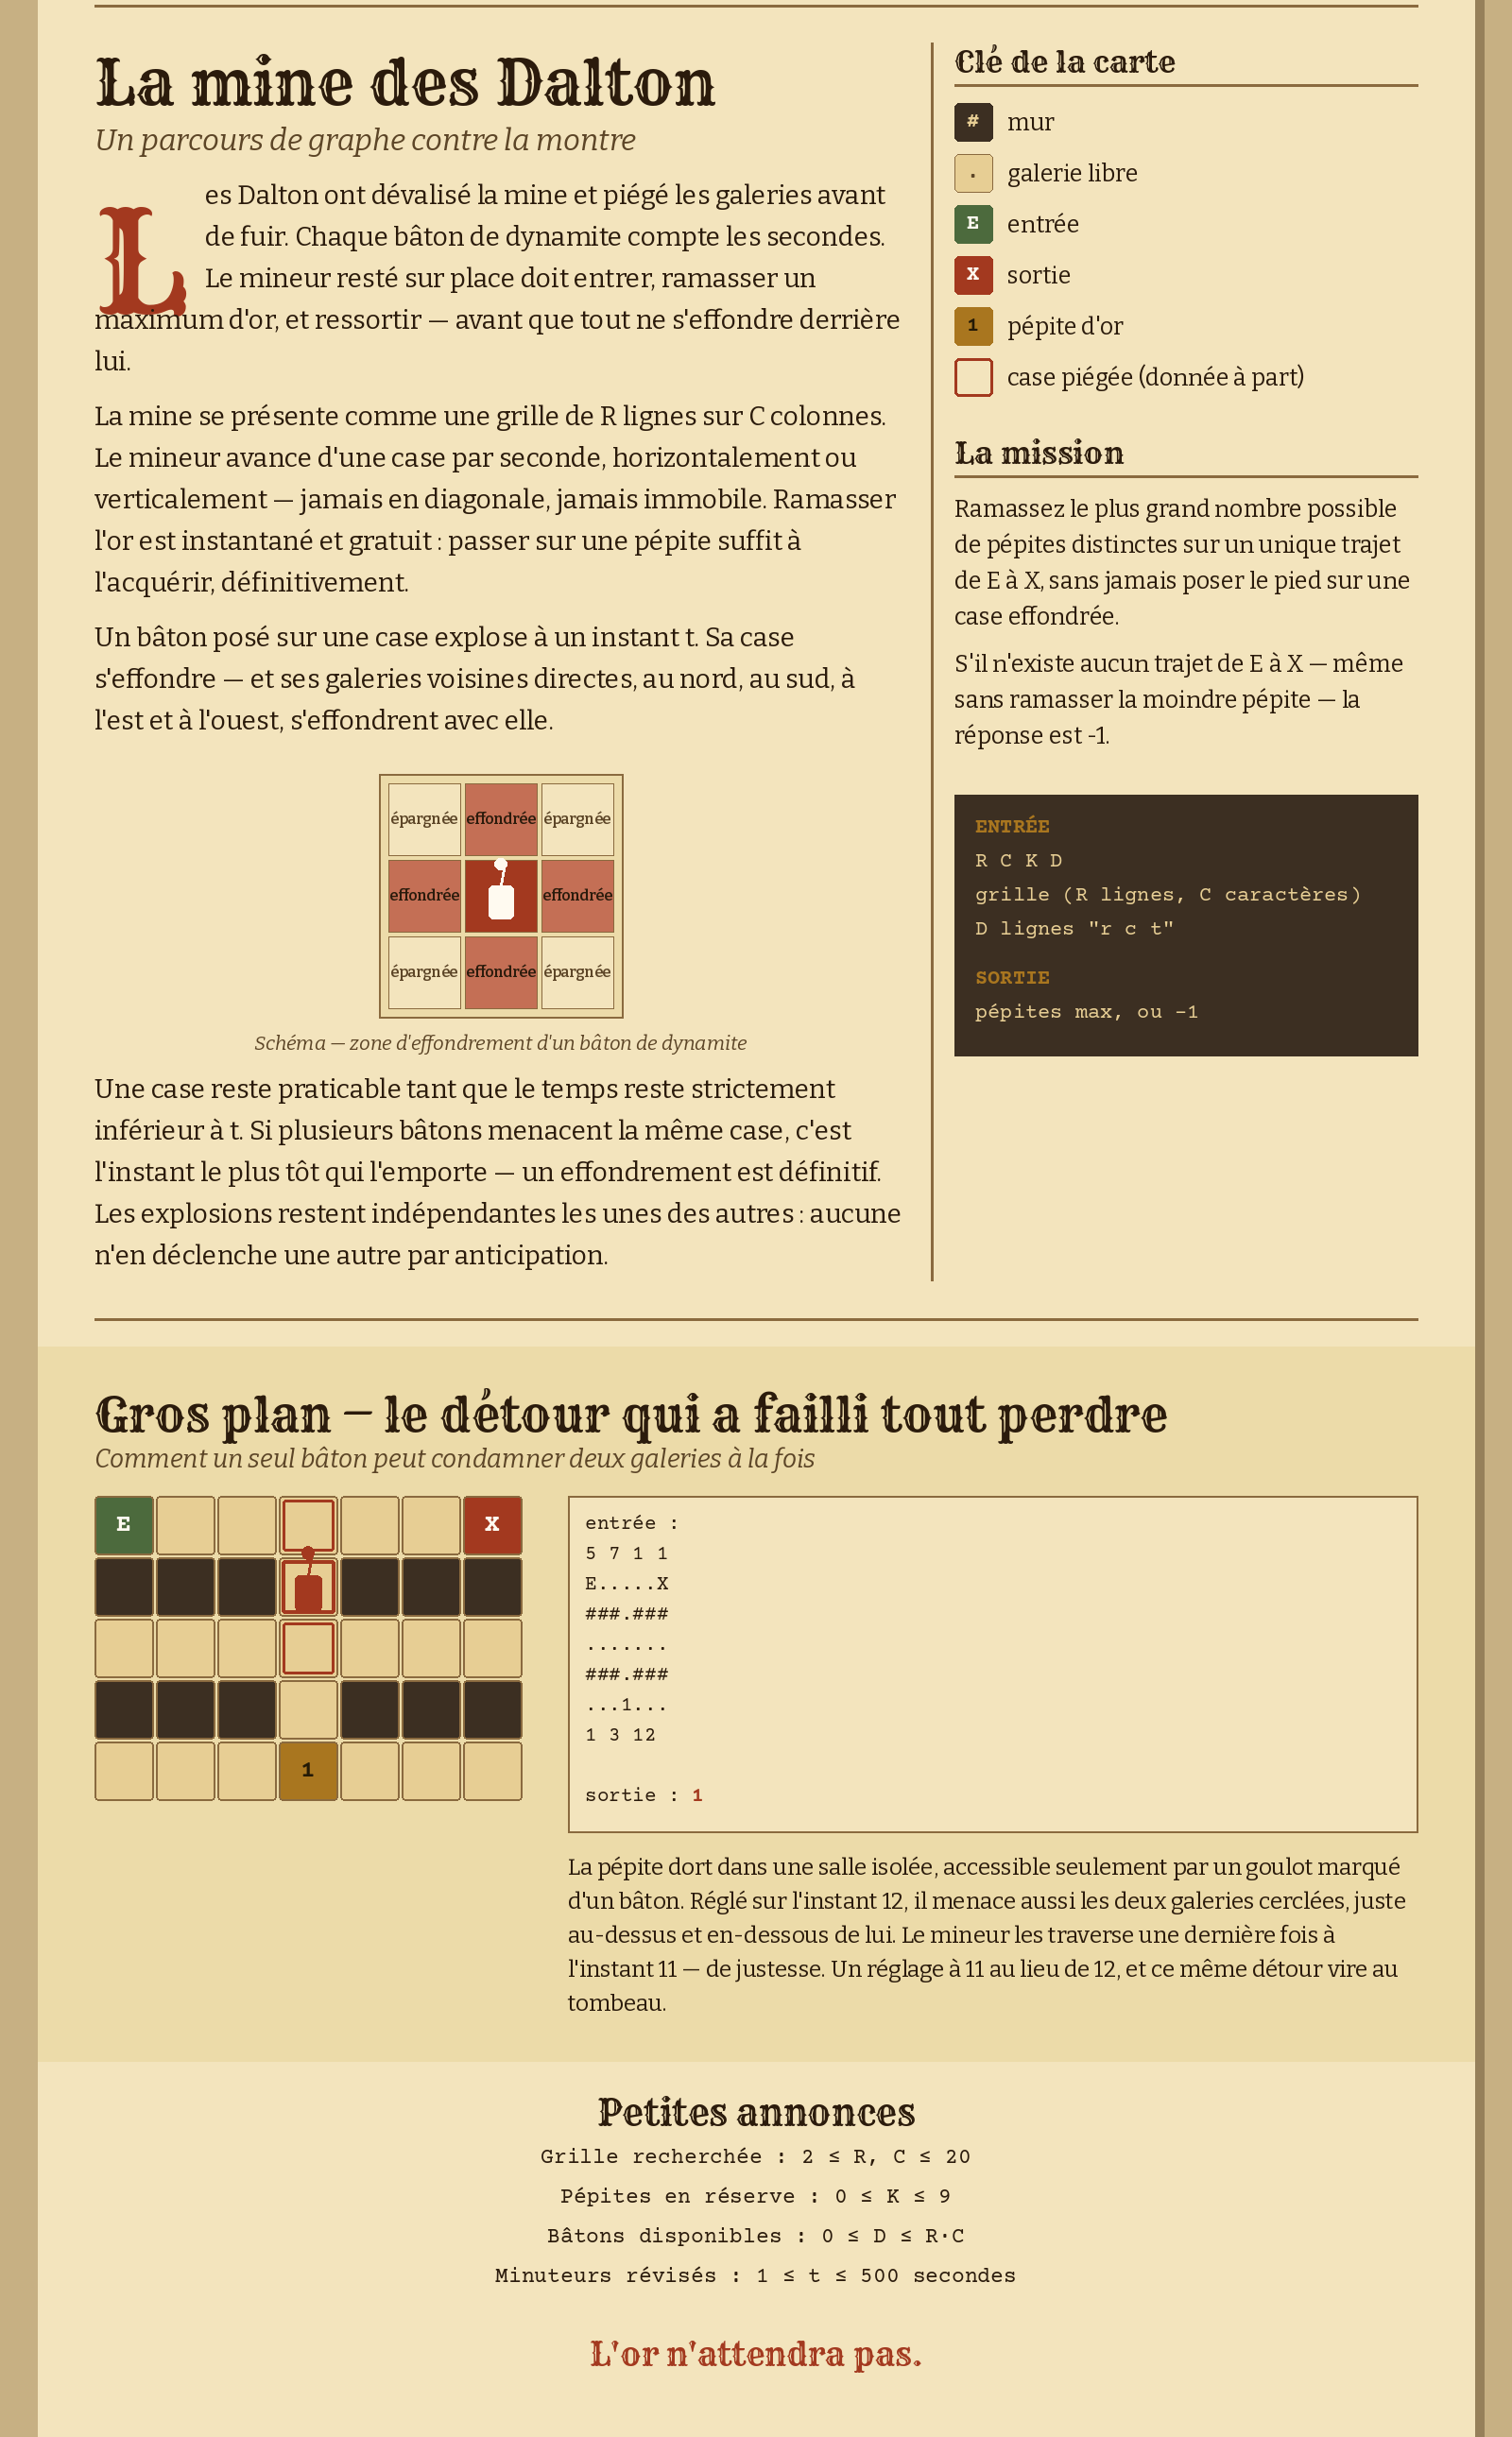 La mine des Dalton
Un parcours de graphe contre la montre
Les Dalton ont dévalisé la mine et piégé les galeries avant
de fuir. Chaque bâton de dynamite compte les secondes.
Le mineur resté sur place doit entrer, ramasser un
maximum d'or, et ressortir — avant que tout ne s'effondre derrière
lui.
La mine se présente comme une grille de R lignes sur C colonnes.
Le mineur avance d'une case par seconde, horizontalement ou
verticalement — jamais en diagonale, jamais immobile. Ramasser
l'or est instantané et gratuit : passer sur une pépite suffit à
l'acquérir, définitivement.
Un bâton posé sur une case explose à un instant t. Sa case
s'effondre — et ses galeries voisines directes, au nord, au sud, à
l'est et à l'ouest, s'effondrent avec elle.
épargnée effondrée épargnée
effondrée effondrée
épargnée effondrée épargnée
Schéma — zone d'effondrement d'un bâton de dynamite
Une case reste praticable tant que le temps reste strictement
inférieur à t. Si plusieurs bâtons menacent la même case, c'est
l'instant le plus tôt qui l'emporte — un effondrement est définitif.
Les explosions restent indépendantes les unes des autres : aucune
n'en déclenche une autre par anticipation.
Clé de la carte
# mur
. galerie libre
E entrée
X sortie
1 pépite d'or
case piégée (donnée à part)
La mission
Ramassez le plus grand nombre possible
de pépites distinctes sur un unique trajet
de E à X, sans jamais poser le pied sur une
case effondrée.
S'il n'existe aucun trajet de E à X — même
sans ramasser la moindre pépite — la
réponse est -1.
ENTRÉE
R C K D
grille (R lignes, C caractères)
D lignes "r c t"
SORTIE
pépites max, ou -1
Gros plan — le détour qui a failli tout perdre
Comment un seul bâton peut condamner deux galeries à la fois
E X
1
entrée :
5 7 1 1
E.....X
###.###
.......
###.###
...1...
1 3 12
sortie : 1
La pépite dort dans une salle isolée, accessible seulement par un goulot marqué
d'un bâton. Réglé sur l'instant 12, il menace aussi les deux galeries cerclées, juste
au-dessus et en-dessous de lui. Le mineur les traverse une dernière fois à
l'instant 11 — de justesse. Un réglage à 11 au lieu de 12, et ce même détour vire au
tombeau.
Petites annonces
Grille recherchée : 2 ≤ R, C ≤ 20
Pépites en réserve : 0 ≤ K ≤ 9
Bâtons disponibles : 0 ≤ D ≤ R·C
Minuteurs révisés : 1 ≤ t ≤ 500 secondes
L'or n'attendra pas.